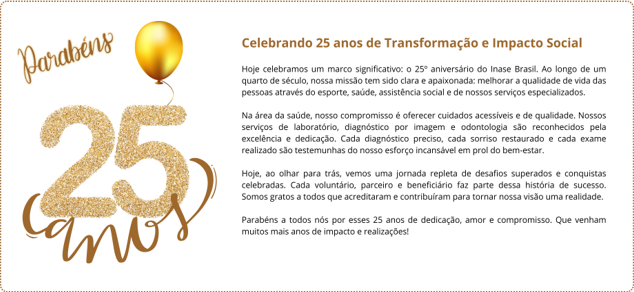 Parabéns
25
anos
Celebrando 25 anos de Transformação e Impacto Social
Hoje celebramos um marco significativo: o 25º aniversário do Inase Brasil. Ao longo de um
quarto de século, nossa missão tem sido clara e apaixonada: melhorar a qualidade de vida das
pessoas através do esporte, saúde, assistência social e de nossos serviços especializados.
Na área da saúde, nosso compromisso é oferecer cuidados acessíveis e de qualidade. Nossos
serviços de laboratório, diagnóstico por imagem e odontologia são reconhecidos pela
excelência e dedicação. Cada diagnóstico preciso, cada sorriso restaurado e cada exame
realizado são testemunhas do nosso esforço incansável em prol do bem-estar.
Hoje, ao olhar para trás, vemos uma jornada repleta de desafios superados e conquistas
celebradas. Cada voluntário, parceiro e beneficiário faz parte dessa história de sucesso.
Somos gratos a todos que acreditaram e contribuíram para tornar nossa visão uma realidade.
Parabéns a todos nós por esses 25 anos de dedicação, amor e compromisso. Que venham
muitos mais anos de impacto e realizações!